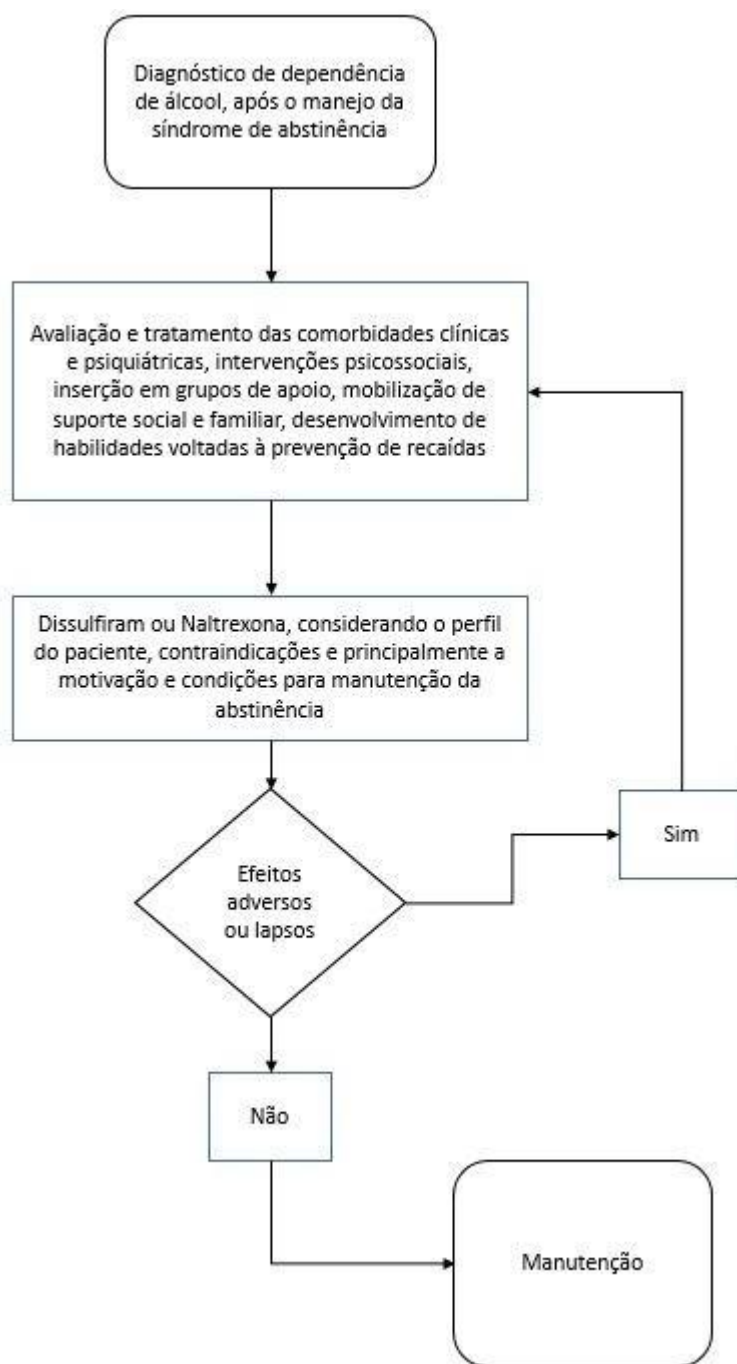 Diagnóstico de dependência
de álcool, após o manejo da
síndrome de abstinência
Avaliação e tratamento das comorbidades clínicas
e psiquiátricas, intervenções psicossociais,
inserção em grupos de apoio, mobilização de
suporte social e familiar, desenvolvimento de
habilidades voltadas à prevenção de recaídas
Dissulfiram ou Naltrexona, considerando o perfil
do paciente, contraindicações e principalmente a
motivação e condições para manutenção da
abstinência
Efeitos
adversos
ou lapsos
Sim
Não
Manutenção